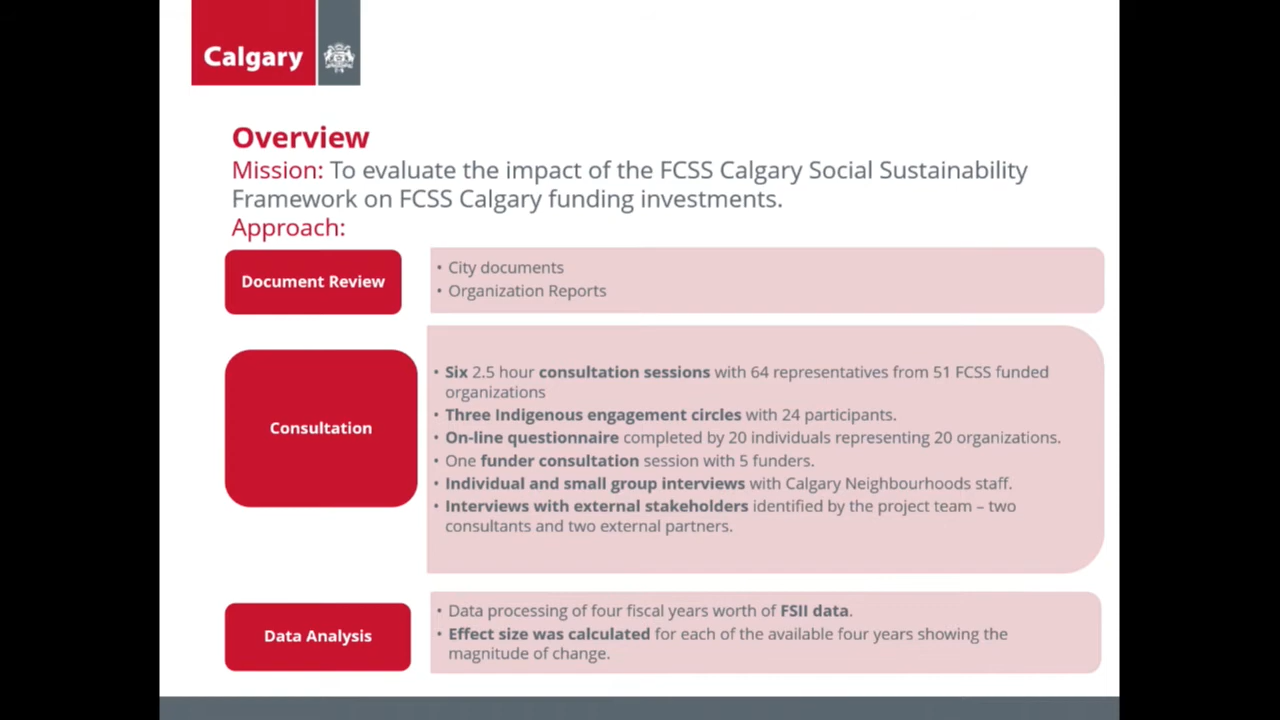 Calgary
Overview
Mission: To evaluate the impact of the FCSS Calgary Social Sustainability
Framework on FCSS Calgary funding investments.
Approach:
Document Review
• City documents
• Organization Reports
Consultation
• Six 2.5 hour consultation sessions with 64 representatives from 51 FCSS funded
organizations
• Three Indigenous engagement circles with 24 participants.
• On-line questionnaire completed by 20 individuals representing 20 organizations.
• One funder consultation session with 5 funders.
• Individual and small group interviews with Calgary Neighbourhoods staff.
• Interviews with external stakeholders identified by the project team – two
consultants and two external partners.
Data Analysis
• Data processing of four fiscal years worth of FSII data.
• Effect size was calculated for each of the available four years showing the
magnitude of change.